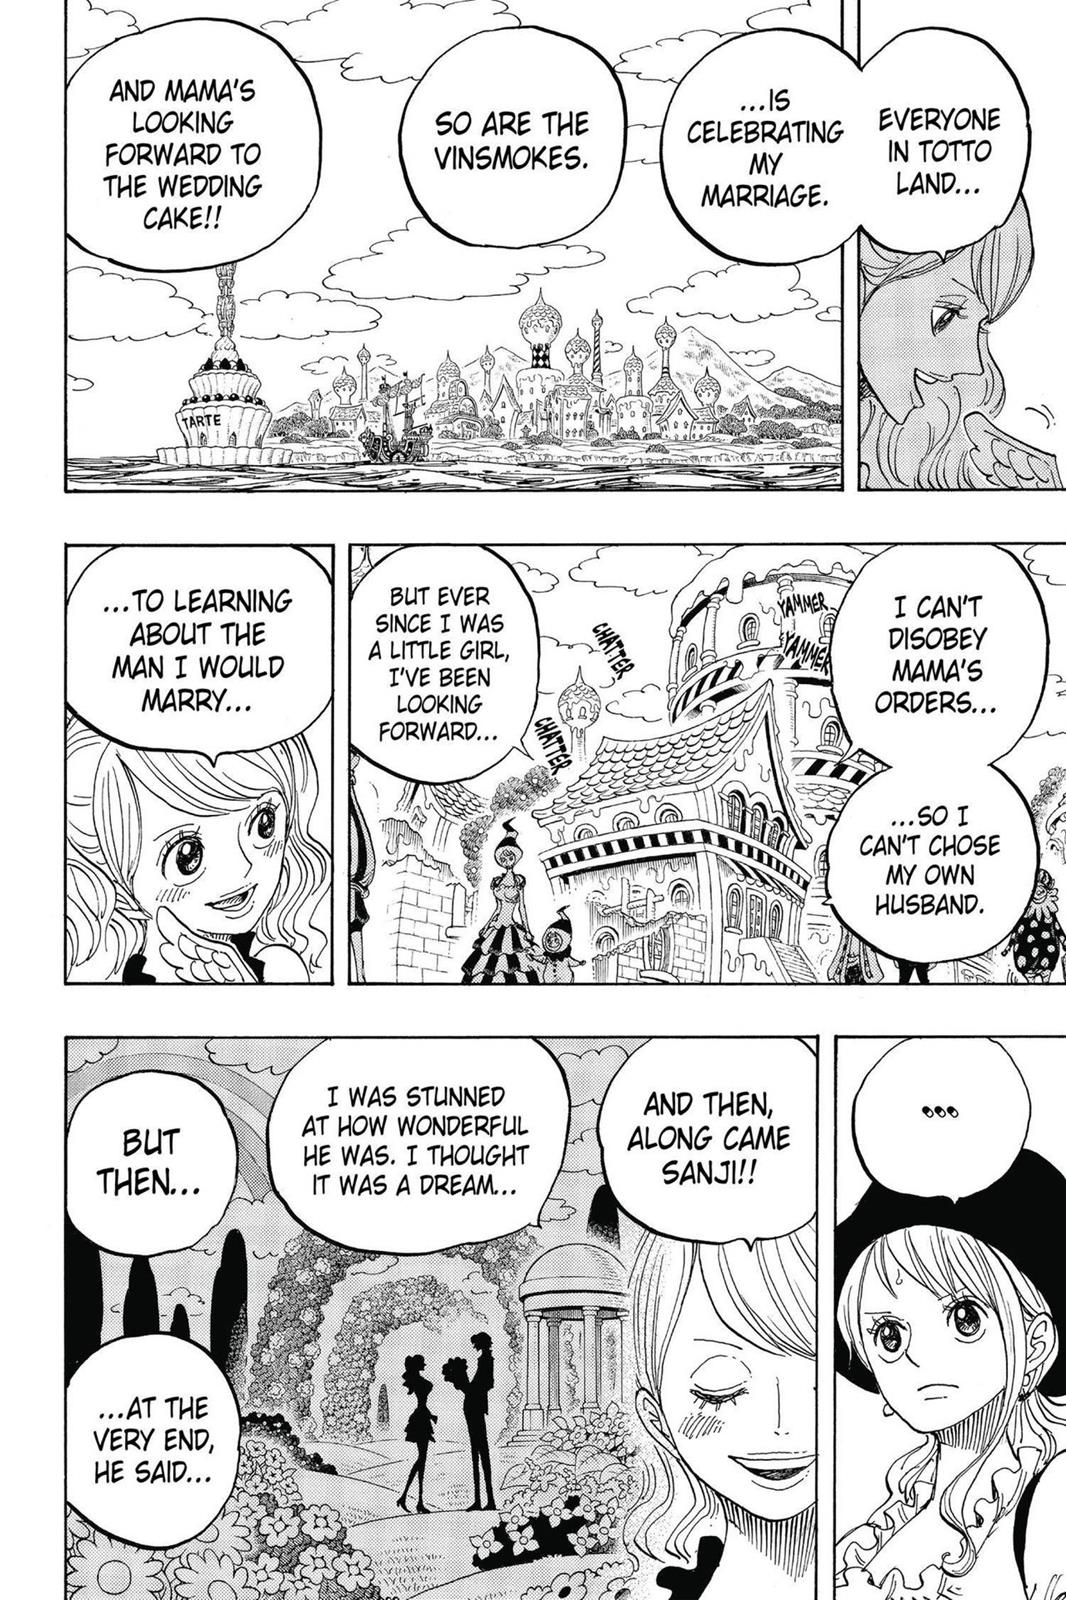 EVERYONE
IN TOTTO
LAND...
...IS
CELEBRATING
MY
MARRIAGE.
SO ARE THE
VINSMOKES.
AND MAMA'S
LOOKING
FORWARD TO
THE WEDDING
CAKE!!
TARTE
I CAN'T
DISOBEY
MAMA'S
ORDERS...
...SO I
CAN'T CHOSE
MY OWN
HUSBAND.
YAMMER
YAMMER
CHATTER
CHATTER
BUT EVER
SINCE I WAS
A LITTLE GIRL,
I'VE BEEN
LOOKING
FORWARD...
...TO LEARNING
ABOUT THE
MAN I WOULD
MARRY...
...
AND THEN,
ALONG CAME
SANJI!!
I WAS STUNNED
AT HOW WONDERFUL
HE WAS. I THOUGHT
IT WAS A DREAM...
BUT
THEN...
...AT THE
VERY END,
HE SAID...